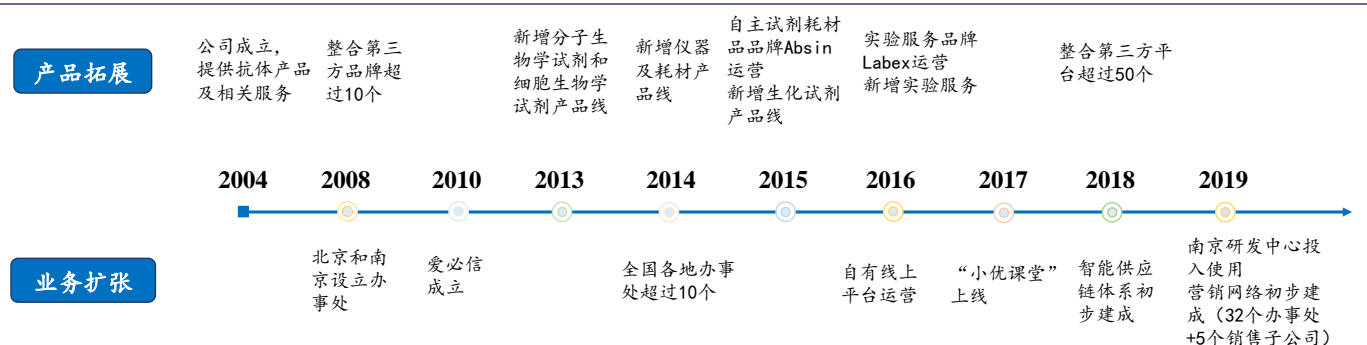 产品拓展
公司成立，
提供抗体产品
及相关服务
整合第三
方品牌超
过10个
新增分子生
物学试剂和
细胞生物学
试剂产品线
新增仪器
及耗材产
品线
自主试剂耗材
品品牌Absin
运营
新增生化试剂
产品线
实验服务品牌
Labex运营
新增实验服务
整合第三方平
台超过50个
2004 2008 2010 2013 2014 2015 2016 2017 2018 2019
业务扩张
北京和南
京设立办
事处
爱必信
成立
全国各地办事
处超过10个
自有线上
平台运营
“小优课堂”
上线
智能供应
链体系初
步建成
南京研发中心投
入使用
营销网络初步建
成（32个办事处
+5个销售子公司）